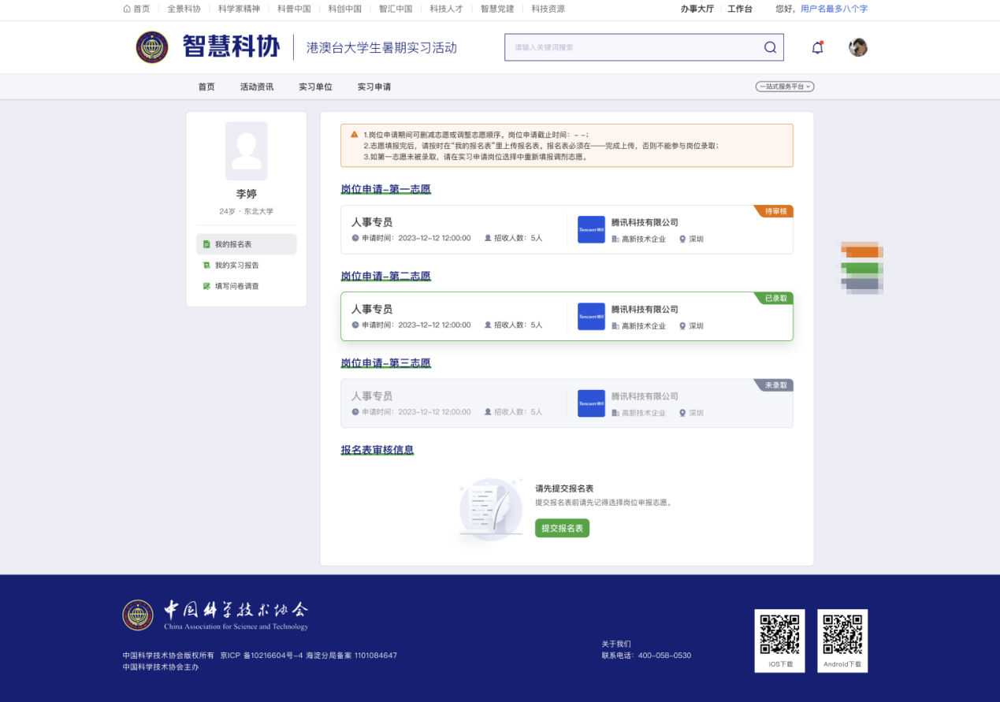 首页 全景科协 科学家精神 科普中国 科创中国 智汇中国 科技人才 智慧党建 科技资源 办事大厅 工作台 您好，用户名最多八个字
智慧科协 港澳台大学生暑期实习活动 请输入关键词搜索
首页 活动资讯 实习单位 实习申请 一站式服务平台
1.岗位申请期间可删减志愿或调整志愿顺序。岗位申请截止时间：- -；
2.志愿填报完后，请按时在“我的报名表”里上传报名表。报名表必须在——完成上传，否则不能参与岗位录取；
3.如第一志愿未被录取，请在实习申请岗位选择中重新填报调剂志愿。
李婷
24岁 · 东北大学
我的报名表
我的实习报告
填写问卷调查
岗位申请-第一志愿
待审核
人事专员 腾讯科技有限公司
Tencent 腾讯
申请时间：2023-12-12 12:00:00 招收人数：5人 高新技术企业 深圳
岗位申请-第二志愿
已录取
人事专员 腾讯科技有限公司
Tencent 腾讯
申请时间：2023-12-12 12:00:00 招收人数：5人 高新技术企业 深圳
岗位申请-第三志愿
未录取
人事专员 腾讯科技有限公司
Tencent 腾讯
申请时间：2023-12-12 12:00:00 招收人数：5人 高新技术企业 深圳
报名表审核信息
请先提交报名表
提交报名表前请先记得选择岗位申报志愿。
提交报名表
中国科学技术协会
China Association for Science and Technology
中国科学技术协会版权所有 京ICP 备10216604号-4 海淀分局备案 1101084647
中国科学技术协会主办
关于我们
联系电话：400-058-0530
iOS下载 Android下载